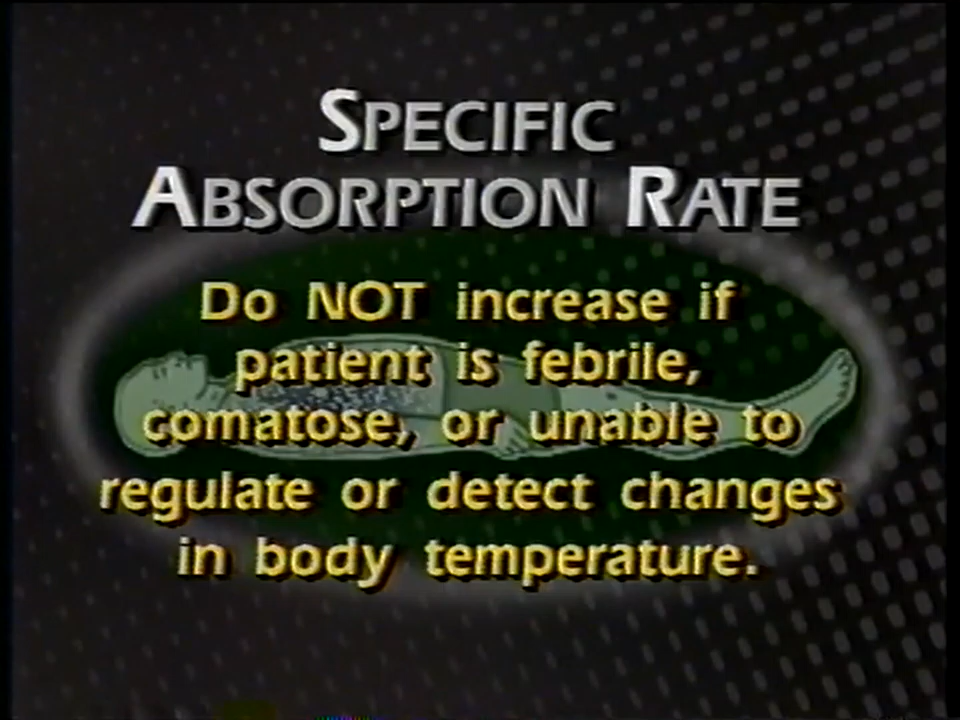 SPECIFIC
ABSORPTION RATE
Do NOT increase if
patient is febrile,
comatose, or unable to
regulate or detect changes
in body temperature.